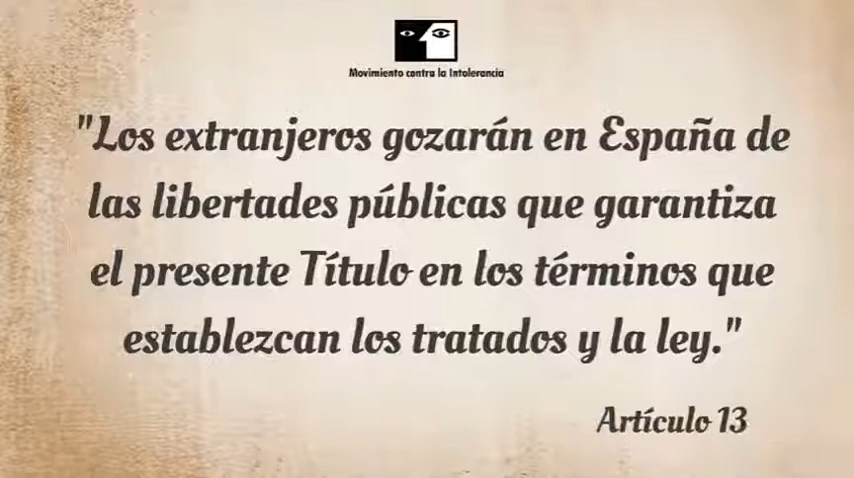 Movimiento contra la Intolerancia
"Los extranjeros gozarán en España de
las libertades públicas que garantiza
el presente Título en los términos que
establezcan los tratados y la ley."
Artículo 13